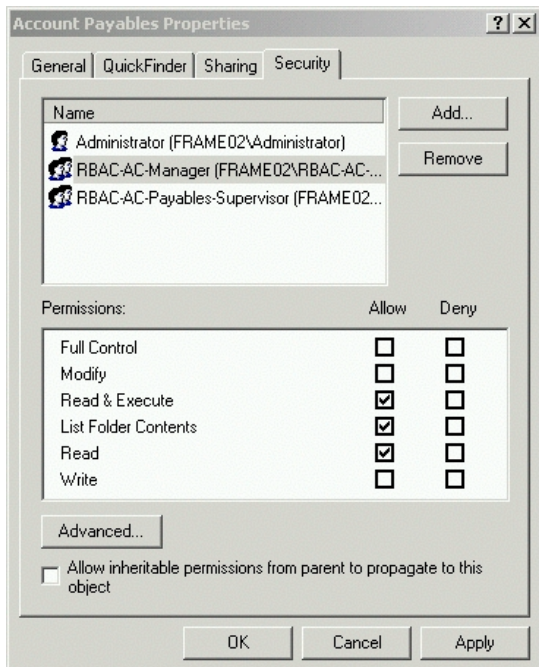 Account Payables Properties
General QuickFinder Sharing Security
Name
Add...
Administrator (FRAME02\Administrator)
RBAC-AC-Manager (FRAME02\RBAC-AC-...
Remove
RBAC-AC-Payables-Supervisor (FRAME02...
Permissions: Allow Deny
Full Control
Modify
Read & Execute
List Folder Contents
Read
Write
Advanced...
Allow inheritable permissions from parent to propagate to this
object
OK Cancel Apply